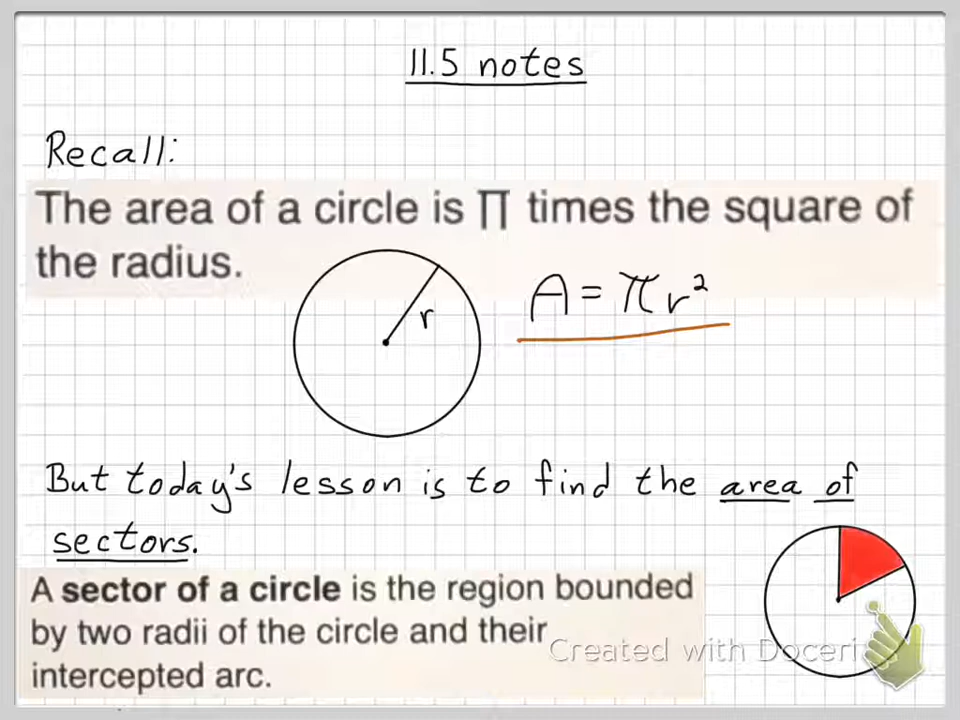 11.5 notes
Recall:
The area of a circle is ∏ times the square of
the radius.
r
A = πr²
But today's lesson is to find the area of
sectors.
A sector of a circle is the region bounded
by two radii of the circle and their
intercepted arc.
Created with Doceri